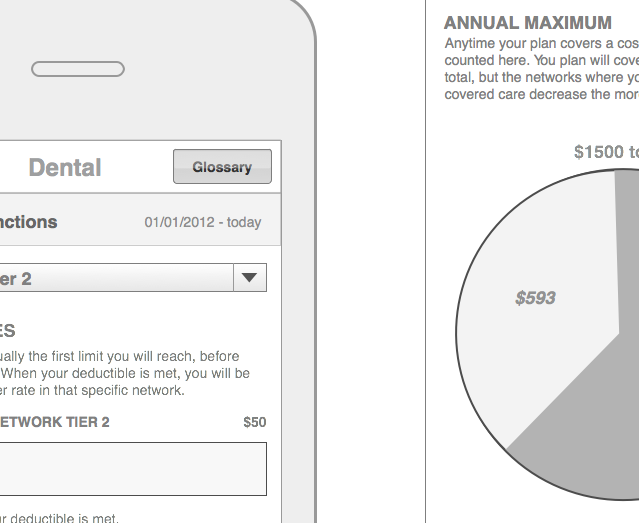 Dental
Glossary
nctions
01/01/2012 - today
er 2
ES
ually the first limit you will reach, before
When your deductible is met, you will be
er rate in that specific network.
ETWORK TIER 2
$50
r deductible is met.
ANNUAL MAXIMUM
Anytime your plan covers a cos
counted here. You plan will cove
total, but the networks where yo
covered care decrease the mor
$1500 to
$593